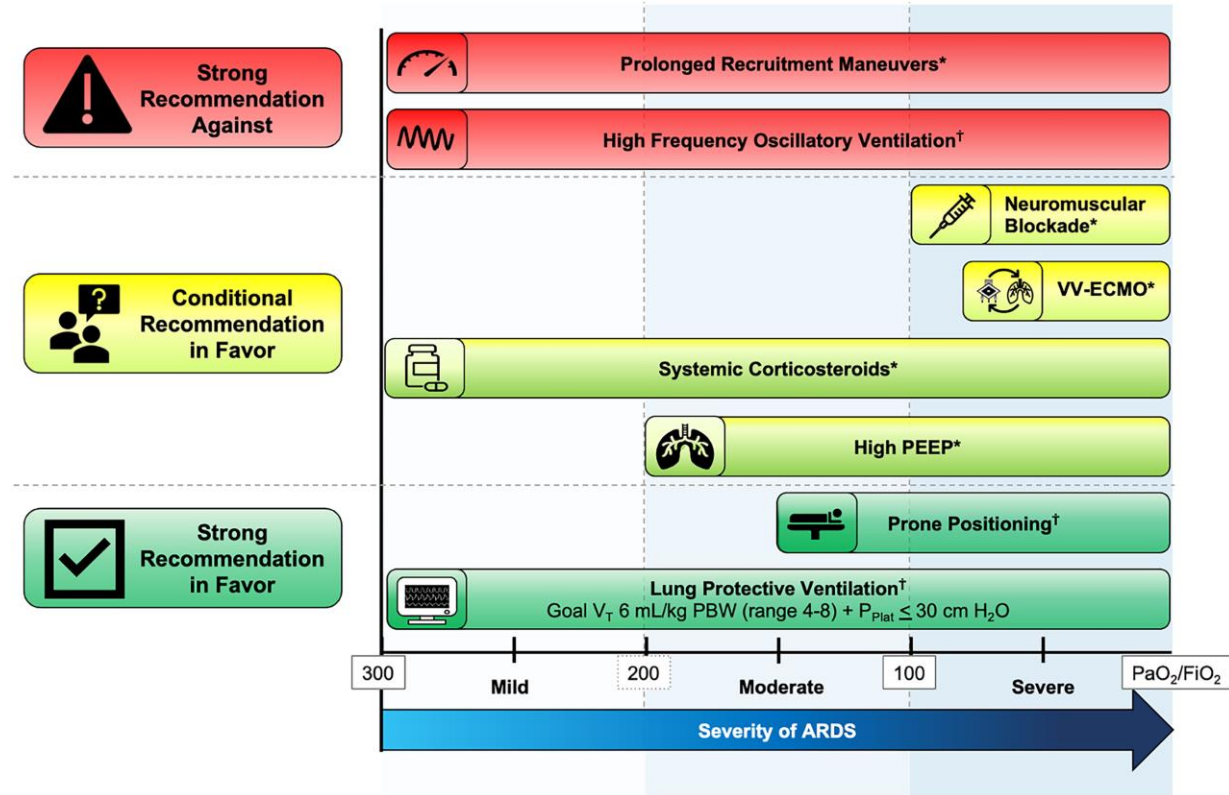 Strong
Recommendation
Against
Prolonged Recruitment Maneuvers*
High Frequency Oscillatory Ventilation†
Conditional
Recommendation
in Favor
?
Neuromuscular
Blockade*
VV-ECMO*
Systemic Corticosteroids*
High PEEP*
Strong
Recommendation
in Favor
Prone Positioning†
Lung Protective Ventilation†
Goal V_T 6 mL/kg PBW (range 4-8) + P_Plat ≤ 30 cm H₂O
300
Mild
200
Moderate
100
Severe
PaO₂/FiO₂
Severity of ARDS